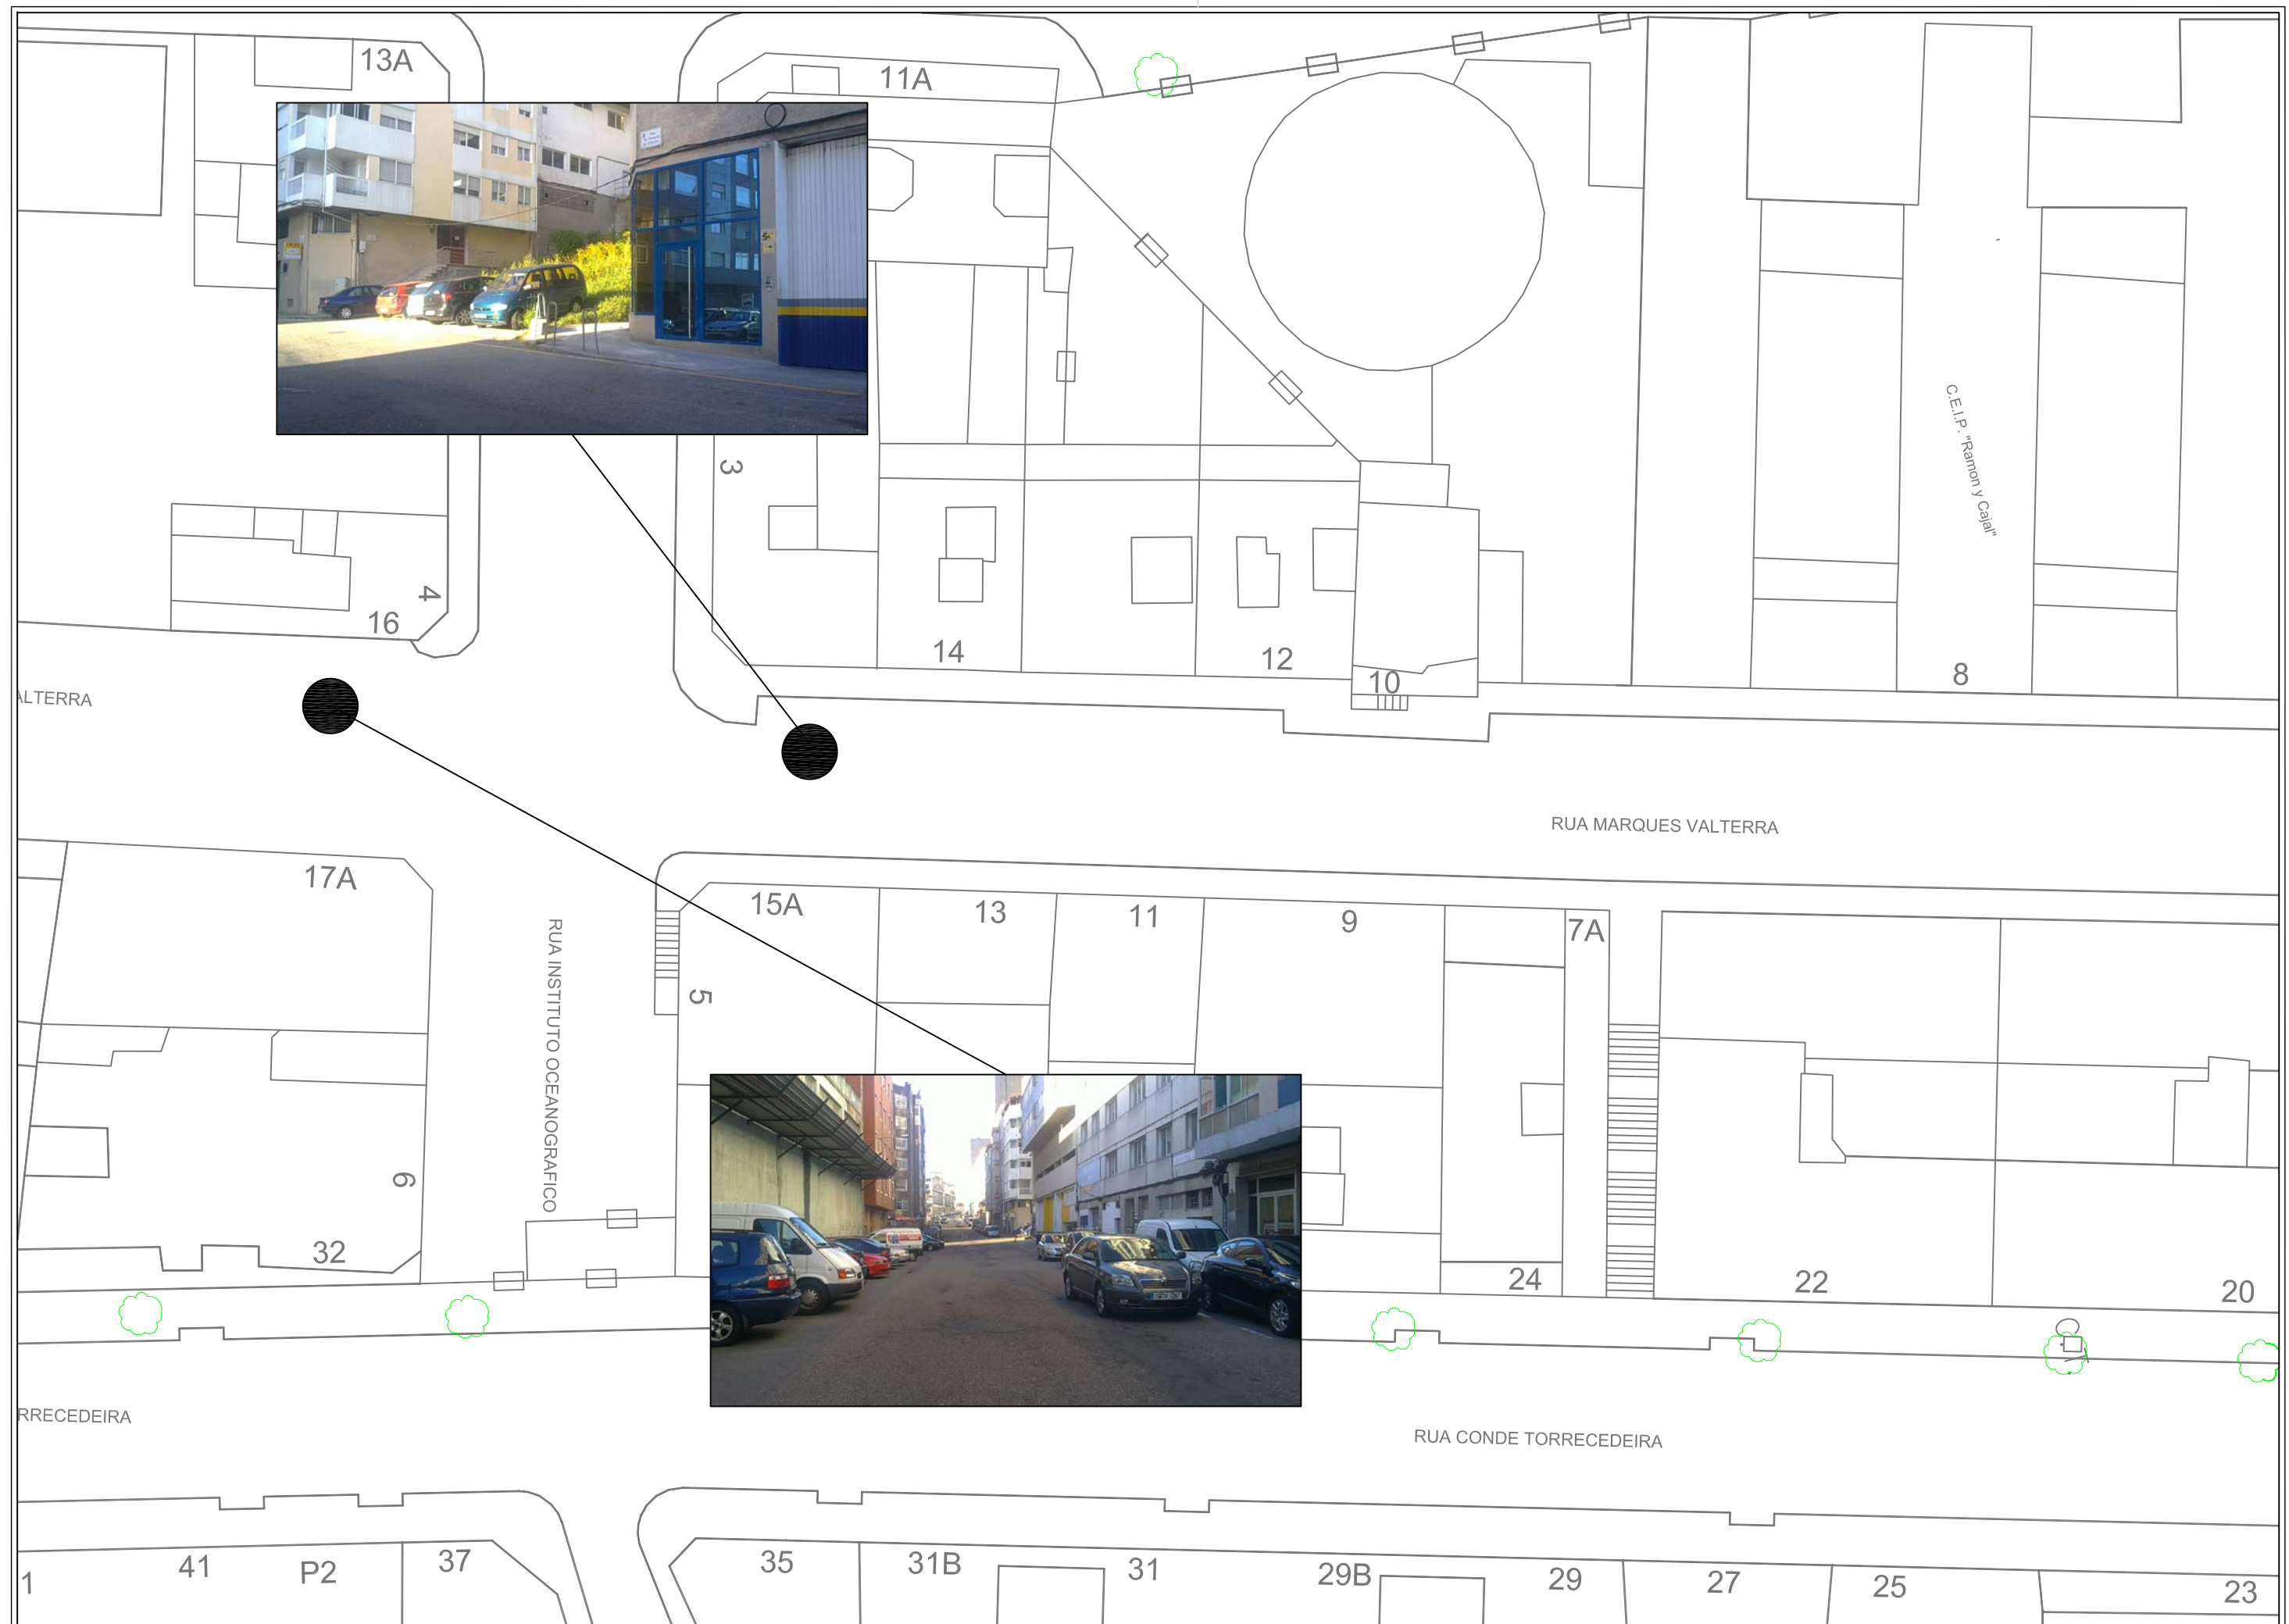 13A
11A
3
4
16
14
12
10
8
C.E.I.P. "Ramon y Cajal"
ALTERRA
RUA MARQUES VALTERRA
17A
15A
13
11
9
7A
RUA INSTITUTO OCEANOGRAFICO
5
6
32
24
22
20
RRECEDEIRA
RUA CONDE TORRECEDEIRA
1
41
P2
37
35
31B
31
29B
29
27
25
23